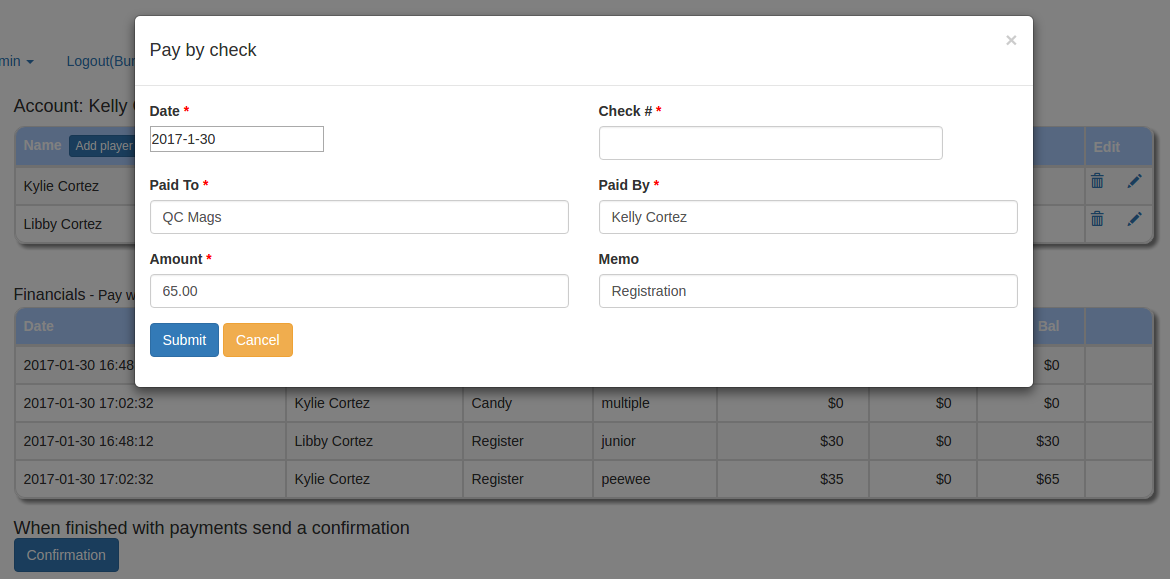 Pay by check ×
min Logout(Bur
Account: Kelly
Date * Check # *
2017-1-30
Name Add player Edit
Paid To * Paid By *
Kylie Cortez
QC Mags Kelly Cortez
Libby Cortez
Amount * Memo
65.00 Registration
Financials - Pay w
Date Bal
Submit Cancel
2017-01-30 16:48 $0
2017-01-30 17:02:32 Kylie Cortez Candy multiple $0 $0 $0
2017-01-30 16:48:12 Libby Cortez Register junior $30 $0 $30
2017-01-30 17:02:32 Kylie Cortez Register peewee $35 $0 $65
When finished with payments send a confirmation
Confirmation